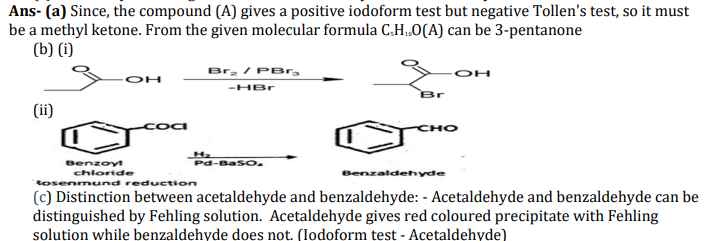 Ans- (a) Since, the compound (A) gives a positive iodoform test but negative Tollen's test, so it must
be a methyl ketone. From the given molecular formula C₅H₁₀O(A) can be 3-pentanone
(b) (i)
O
OH
Br₂ / PBr₃
-HBr
O
OH
Br
(ii)
COCl
H₂
Pd-BaSO₄
CHO
Benzoyl
chloride
Benzaldehyde
tosenmund reduction
(c) Distinction between acetaldehyde and benzaldehyde: - Acetaldehyde and benzaldehyde can be
distinguished by Fehling solution. Acetaldehyde gives red coloured precipitate with Fehling
solution while benzaldehyde does not. (Iodoform test - Acetaldehyde)